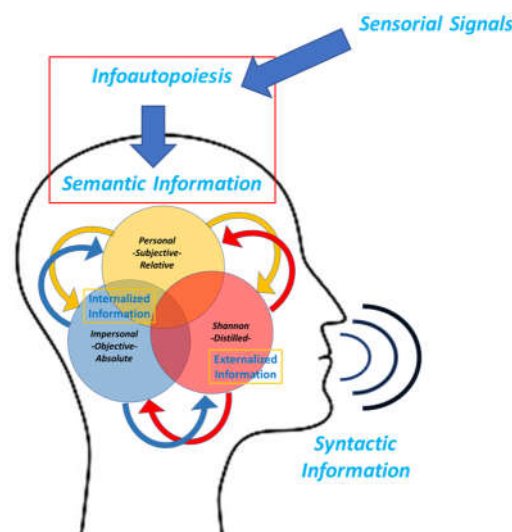 Sensorial Signals
Infoautopoiesis
Semantic Information
Personal
-Subjective-
Relative
Internalized
Information
Impersonal
-Objective-
Absolute
Shannon
-Distilled-
Externalized
Information
Syntactic
Information